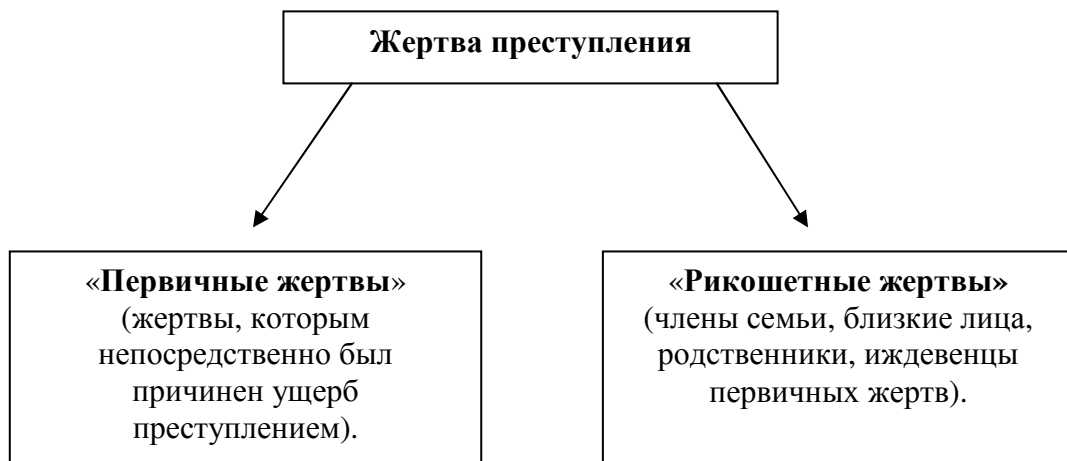 Жертва преступления
«Первичные жертвы»
(жертвы, которым
непосредственно был
причинен ущерб
преступлением).
«Рикошетные жертвы»
(члены семьи, близкие лица,
родственники, иждевенцы
первичных жертв).